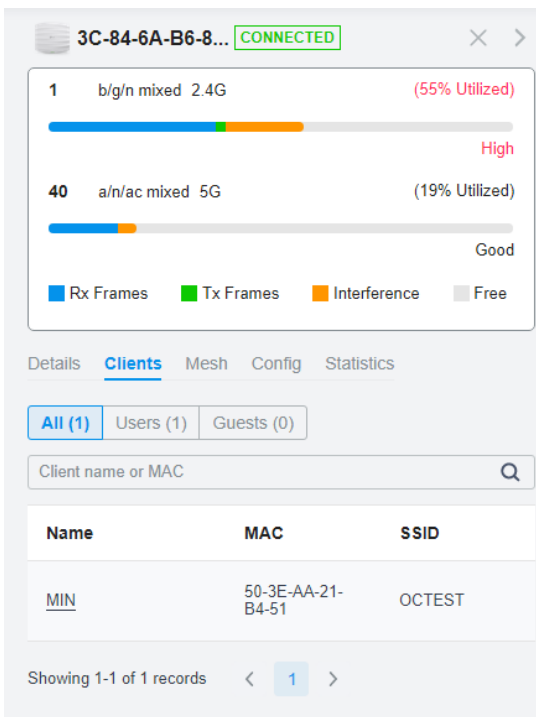 3C-84-6A-B6-8... CONNECTED
1 b/g/n mixed 2.4G (55% Utilized)
High
40 a/n/ac mixed 5G (19% Utilized)
Good
Rx Frames Tx Frames Interference Free
Details Clients Mesh Config Statistics
All (1) Users (1) Guests (0)
Client name or MAC
Name MAC SSID
MIN 50-3E-AA-21-
B4-51 OCTEST
Showing 1-1 of 1 records < 1 >